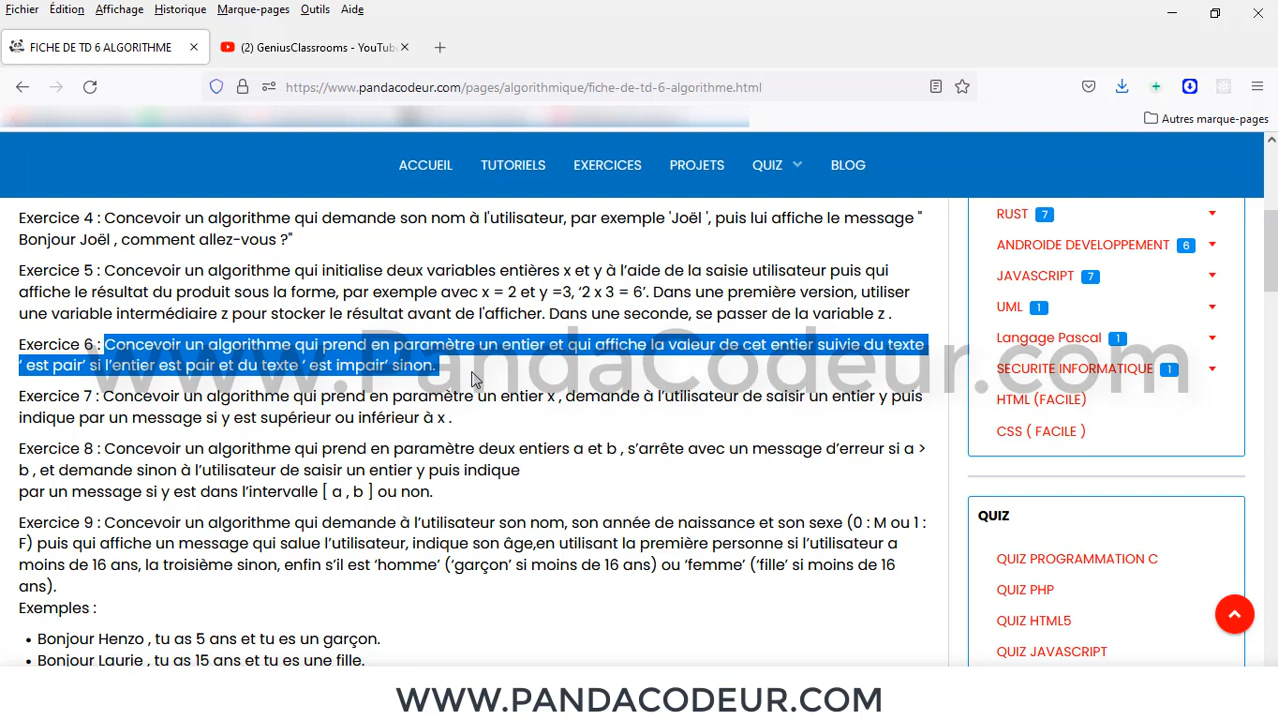 Fichier Édition Affichage Historique Marque-pages Outils Aide
FICHE DE TD 6 ALGORITHME
(2) GeniusClassrooms - YouTub
https://www.pandacodeur.com/pages/algorithmique/fiche-de-td-6-algorithme.html
Autres marque-pages
ACCUEIL TUTORIELS EXERCICES PROJETS QUIZ BLOG
Exercice 4 : Concevoir un algorithme qui demande son nom à l'utilisateur, par exemple 'Joël ', puis lui affiche le message "
Bonjour Joël , comment allez-vous ?"
Exercice 5 : Concevoir un algorithme qui initialise deux variables entières x et y à l’aide de la saisie utilisateur puis qui
affiche le résultat du produit sous la forme, par exemple avec x = 2 et y =3, ‘2 x 3 = 6’. Dans une première version, utiliser
une variable intermédiaire z pour stocker le résultat avant de l'afficher. Dans une seconde, se passer de la variable z .
Exercice 6 : Concevoir un algorithme qui prend en paramètre un entier et qui affiche la valeur de cet entier suivie du texte
‘ est pair’ si l’entier est pair et du texte ‘ est impair’ sinon.
Exercice 7 : Concevoir un algorithme qui prend en paramètre un entier x , demande à l’utilisateur de saisir un entier y puis
indique par un message si y est supérieur ou inférieur à x .
Exercice 8 : Concevoir un algorithme qui prend en paramètre deux entiers a et b , s’arrête avec un message d’erreur si a >
b , et demande sinon à l’utilisateur de saisir un entier y puis indique
par un message si y est dans l’intervalle [ a , b ] ou non.
Exercice 9 : Concevoir un algorithme qui demande à l’utilisateur son nom, son année de naissance et son sexe (0 : M ou 1 :
F) puis qui affiche un message qui salue l’utilisateur, indique son âge,en utilisant la première personne si l’utilisateur a
moins de 16 ans, la troisième sinon, enfin s’il est ‘homme’ (‘garçon’ si moins de 16 ans) ou ‘femme’ (‘fille’ si moins de 16
ans).
Exemples :
• Bonjour Henzo , tu as 5 ans et tu es un garçon.
• Bonjour Laurie , tu as 15 ans et tu es une fille.
RUST 7
ANDROIDE DEVELOPPEMENT 6
JAVASCRIPT 7
UML 1
Langage Pascal 1
SECURITE INFORMATIQUE 1
HTML (FACILE)
CSS ( FACILE )
QUIZ
QUIZ PROGRAMMATION C
QUIZ PHP
QUIZ HTML5
QUIZ JAVASCRIPT
www.PandaCodeur.com
WWW.PANDACODEUR.COM